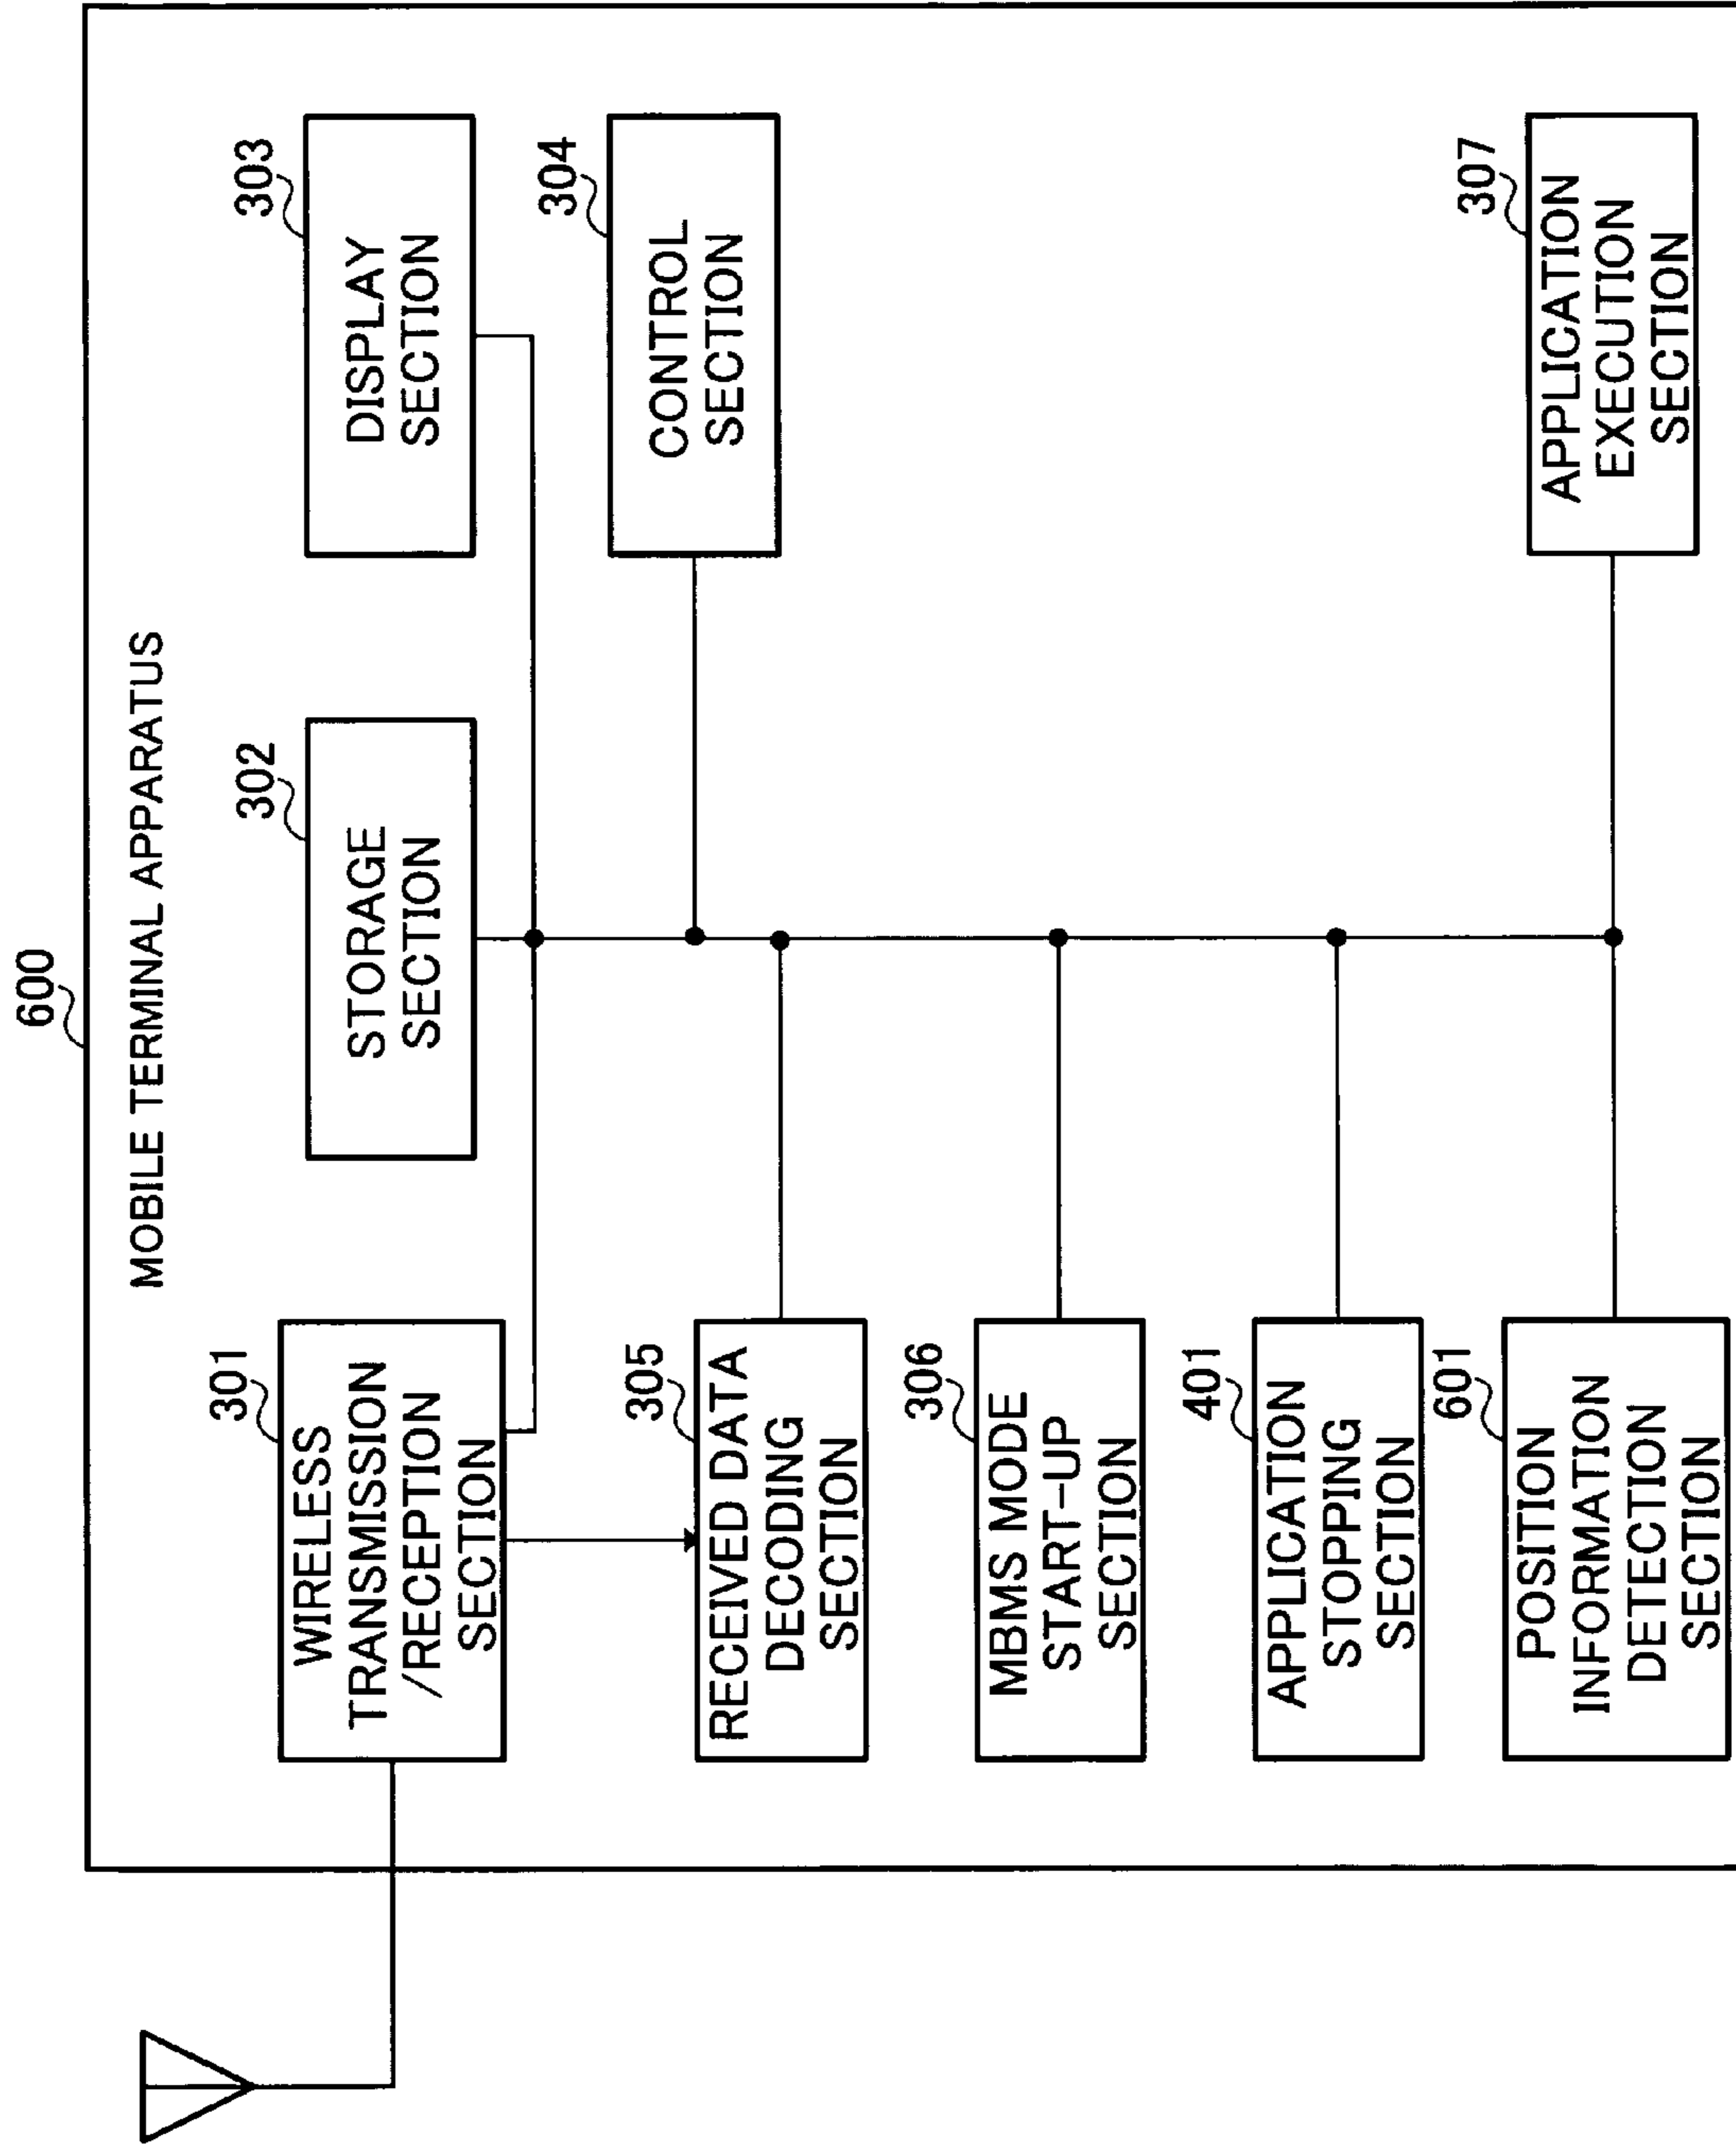 600
MOBILE TERMINAL APPARATUS
301
WIRELESS
TRANSMISSION
/RECEPTION
SECTION
302
STORAGE
SECTION
303
DISPLAY
SECTION
304
CONTROL
SECTION
305
RECEIVED DATA
DECODING
SECTION
306
MBMS MODE
START-UP
SECTION
401
APPLICATION
STOPPING
SECTION
601
POSITION
INFORMATION
DETECTION
SECTION
307
APPLICATION
EXECUTION
SECTION